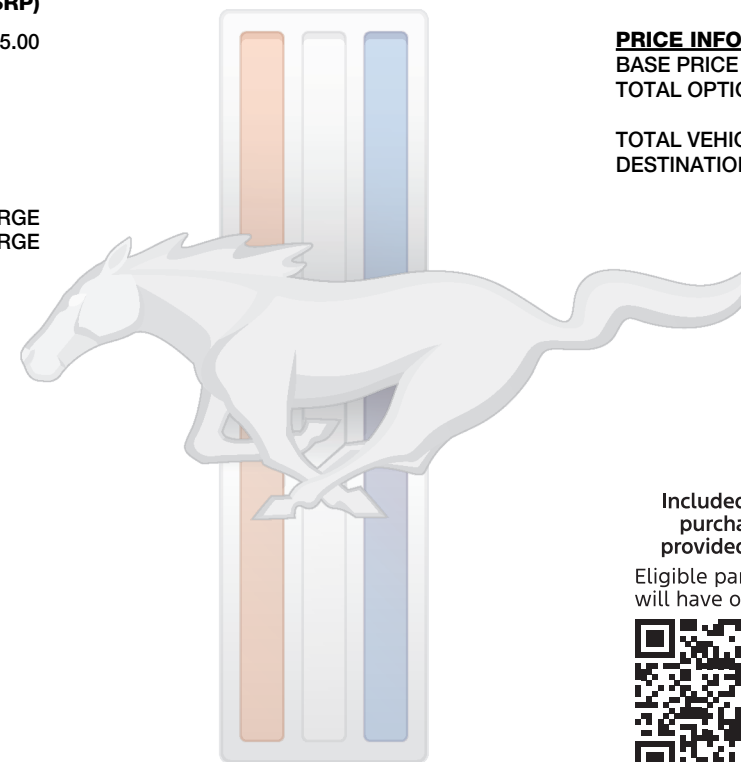 SRP)
5.00
RGE
RGE
PRICE INFO
BASE PRICE
TOTAL OPTIO
TOTAL VEHIC
DESTINATION
Included
purcha
provided
Eligible par
will have o